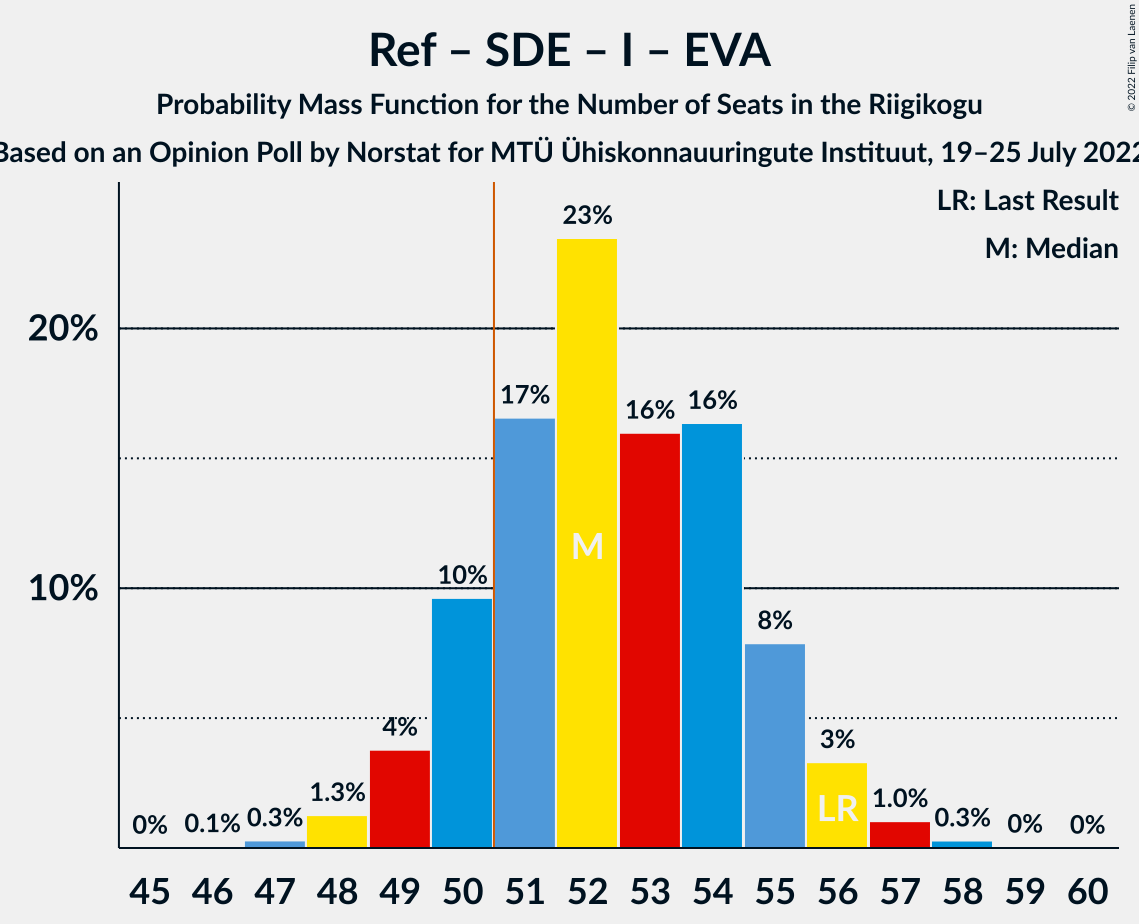 Ref – SDE – I – EVA
Probability Mass Function for the Number of Seats in the Riigikogu
Based on an Opinion Poll by Norstat for MTÜ Ühiskonnauuringute Instituut, 19–25 July 2022
© 2022 Filip van Laenen
LR: Last Result
M: Median
20%
10%
0%
0.1%
0.3%
1.3%
4%
10%
17%
23%
16%
16%
8%
3%
1.0%
0.3%
0%
0%
M
LR
45 46 47 48 49 50 51 52 53 54 55 56 57 58 59 60